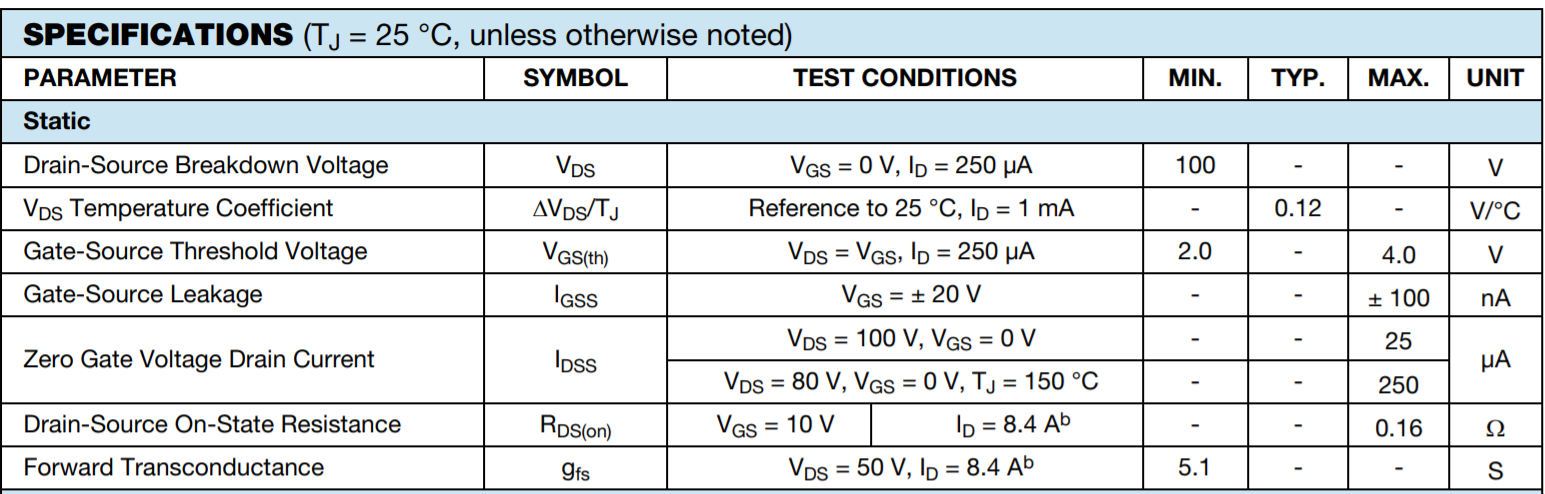 SPECIFICATIONS (TJ = 25 °C, unless otherwise noted)
PARAMETER SYMBOL TEST CONDITIONS MIN. TYP. MAX. UNIT
Static
Drain-Source Breakdown Voltage VDS VGS = 0 V, ID = 250 μA 100 - - V
VDS Temperature Coefficient ΔVDS/TJ Reference to 25 °C, ID = 1 mA - 0.12 - V/°C
Gate-Source Threshold Voltage VGS(th) VDS = VGS, ID = 250 μA 2.0 - 4.0 V
Gate-Source Leakage IGSS VGS = ± 20 V - - ± 100 nA
Zero Gate Voltage Drain Current IDSS VDS = 100 V, VGS = 0 V - - 25 μA
VDS = 80 V, VGS = 0 V, TJ = 150 °C - - 250
Drain-Source On-State Resistance RDS(on) VGS = 10 V ID = 8.4 Ab - - 0.16 Ω
Forward Transconductance gfs VDS = 50 V, ID = 8.4 Ab 5.1 - - S